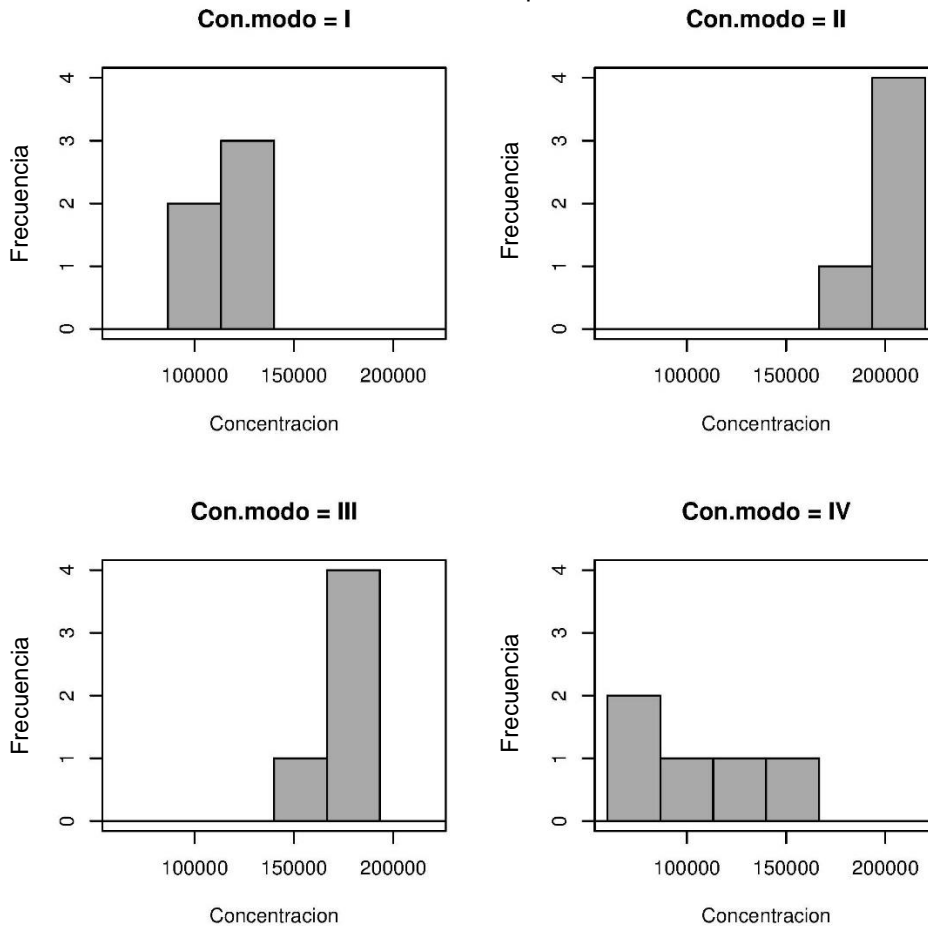 Con.modo = I
Frecuencia
4
3
2
1
0
100000 150000 200000
Concentracion
Con.modo = II
Frecuencia
4
3
2
1
0
100000 150000 200000
Concentracion
Con.modo = III
Frecuencia
4
3
2
1
0
100000 150000 200000
Concentracion
Con.modo = IV
Frecuencia
4
3
2
1
0
100000 150000 200000
Concentracion